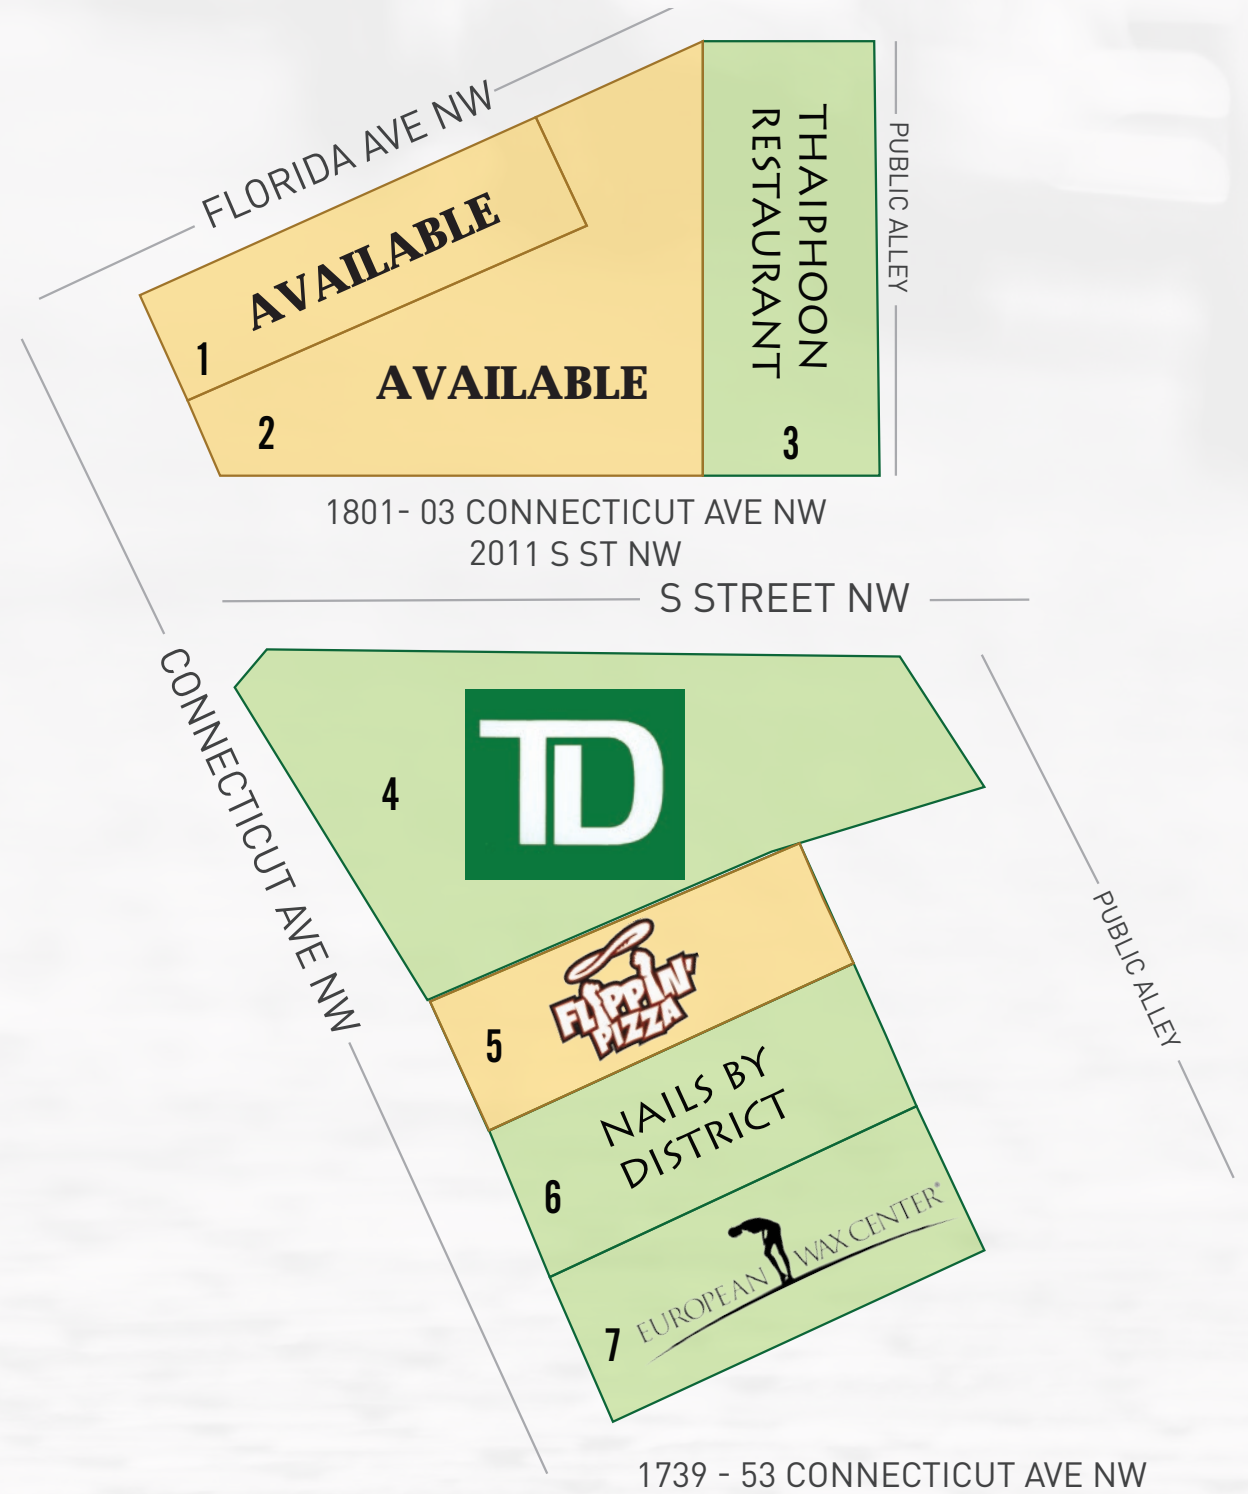 FLORIDA AVE NW
AVAILABLE
1
AVAILABLE
2
THAIPHOON
RESTAURANT
3
PUBLIC ALLEY
1801- 03 CONNECTICUT AVE NW
2011 S ST NW
S STREET NW
CONNECTICUT AVE NW
4
TD
PUBLIC ALLEY
5
FLIPPIN'
PIZZA
6
NAILS BY
DISTRICT
7
EUROPEAN WAX CENTER®
1739 - 53 CONNECTICUT AVE NW